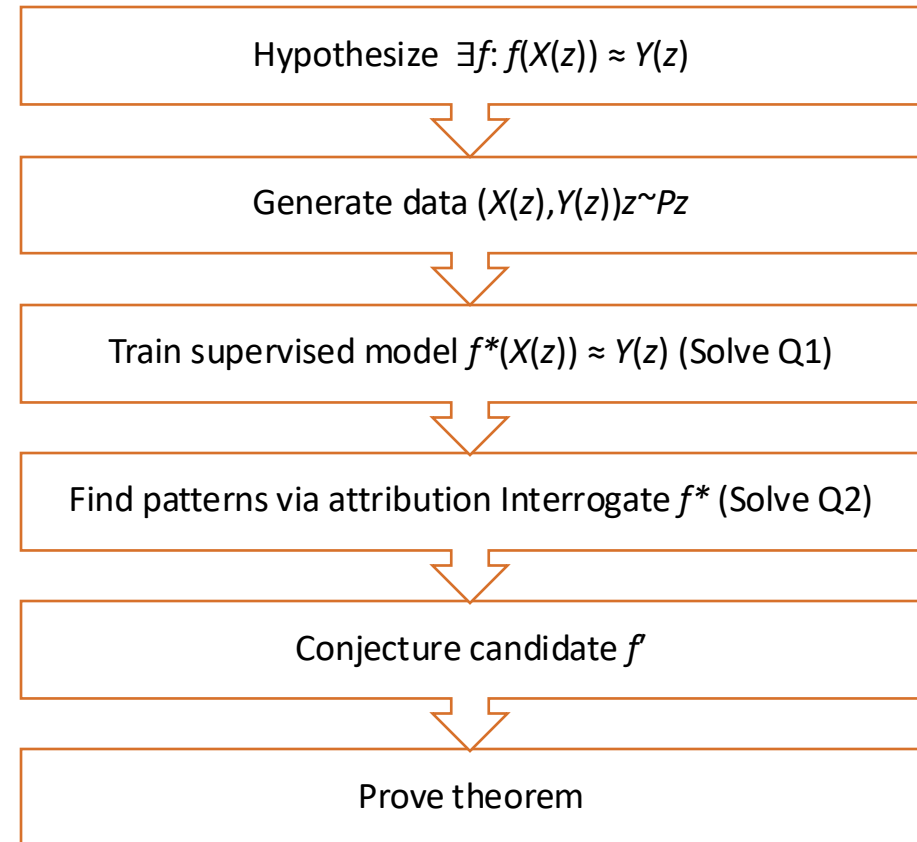 Hypothesize ∃f: f(X(z)) ≈ Y(z)
Generate data (X(z),Y(z))z~Pz
Train supervised model f*(X(z)) ≈ Y(z) (Solve Q1)
Find patterns via attribution Interrogate f* (Solve Q2)
Conjecture candidate f'
Prove theorem